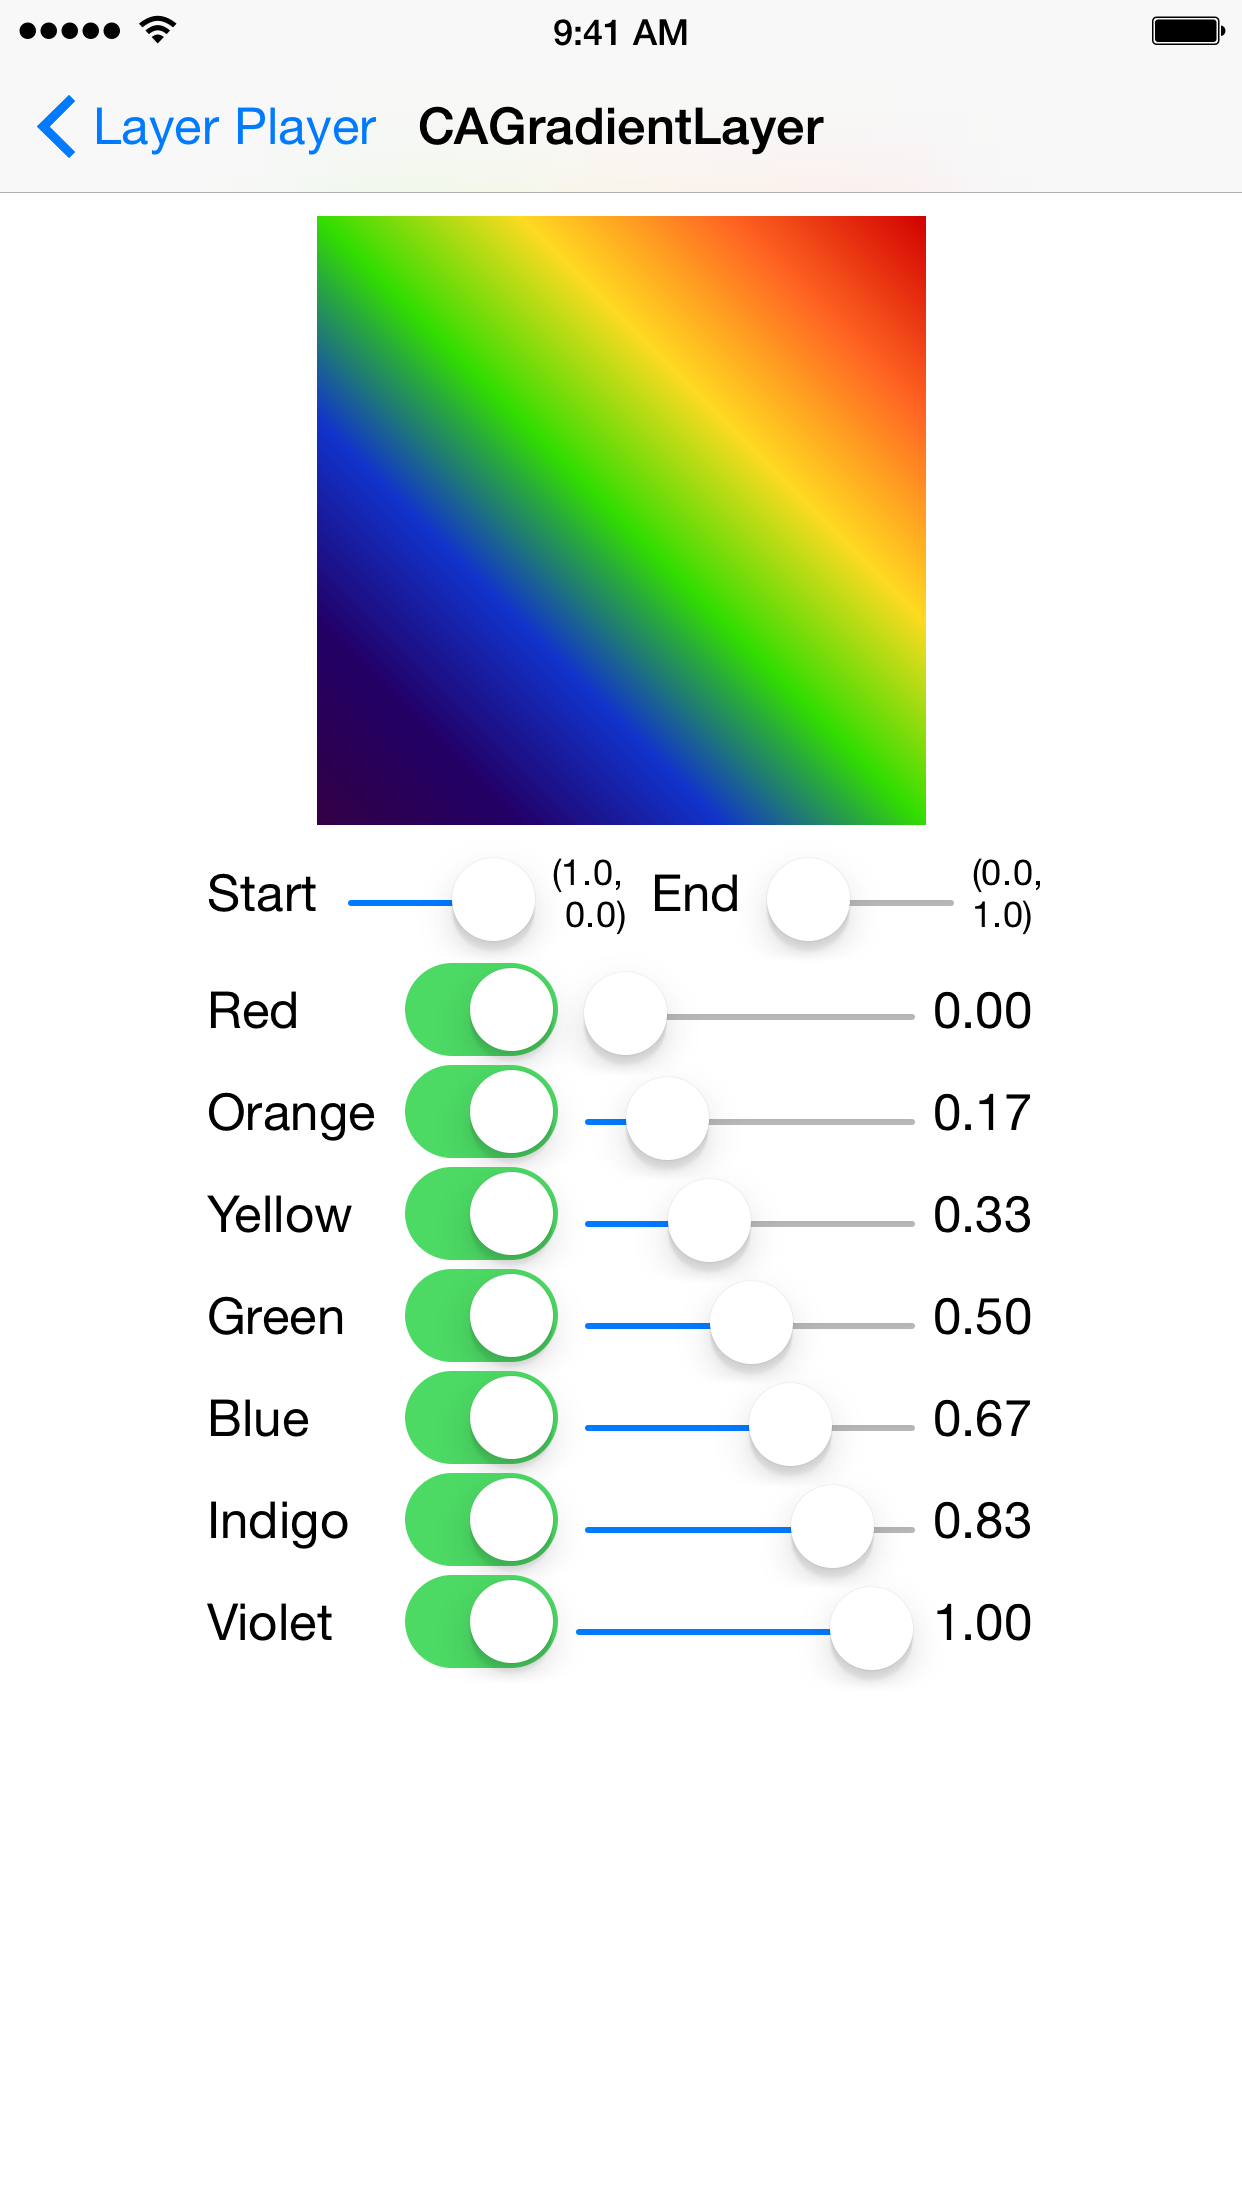 9:41 AM
Layer Player CAGradientLayer
Start (1.0, 0.0) End (0.0, 1.0)
Red 0.00
Orange 0.17
Yellow 0.33
Green 0.50
Blue 0.67
Indigo 0.83
Violet 1.00